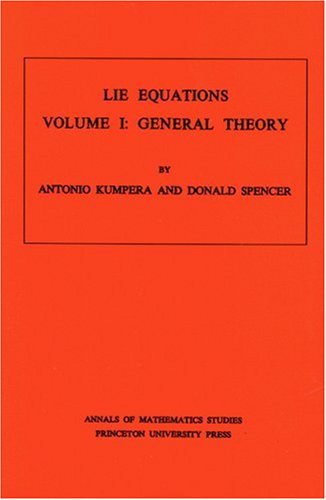 LIE EQUATIONS
VOLUME I: GENERAL THEORY
BY
ANTONIO KUMPERA AND DONALD SPENCER
ANNALS OF MATHEMATICS STUDIES
PRINCETON UNIVERSITY PRESS